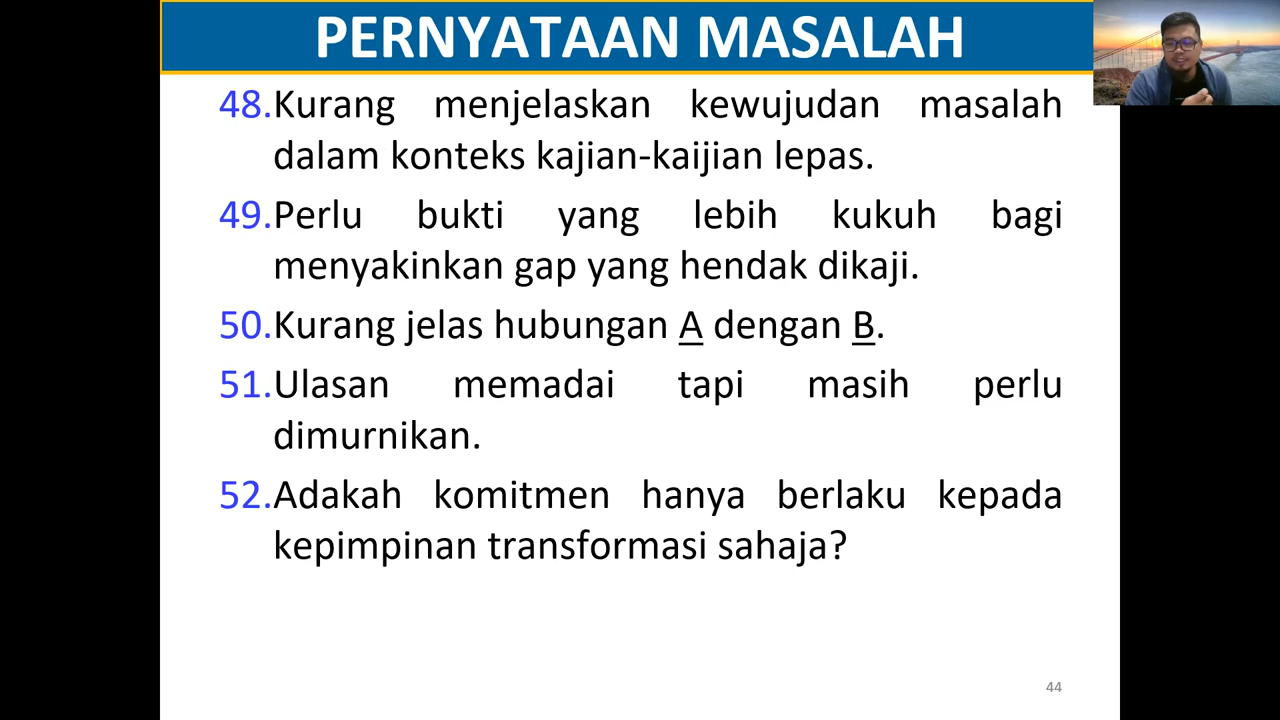 PERNYATAAN MASALAH
48.Kurang menjelaskan kewujudan masalah
dalam konteks kajian-kaijian lepas.
49.Perlu bukti yang lebih kukuh bagi
menyakinkan gap yang hendak dikaji.
50.Kurang jelas hubungan A dengan B.
51.Ulasan memadai tapi masih perlu
dimurnikan.
52.Adakah komitmen hanya berlaku kepada
kepimpinan transformasi sahaja?
44